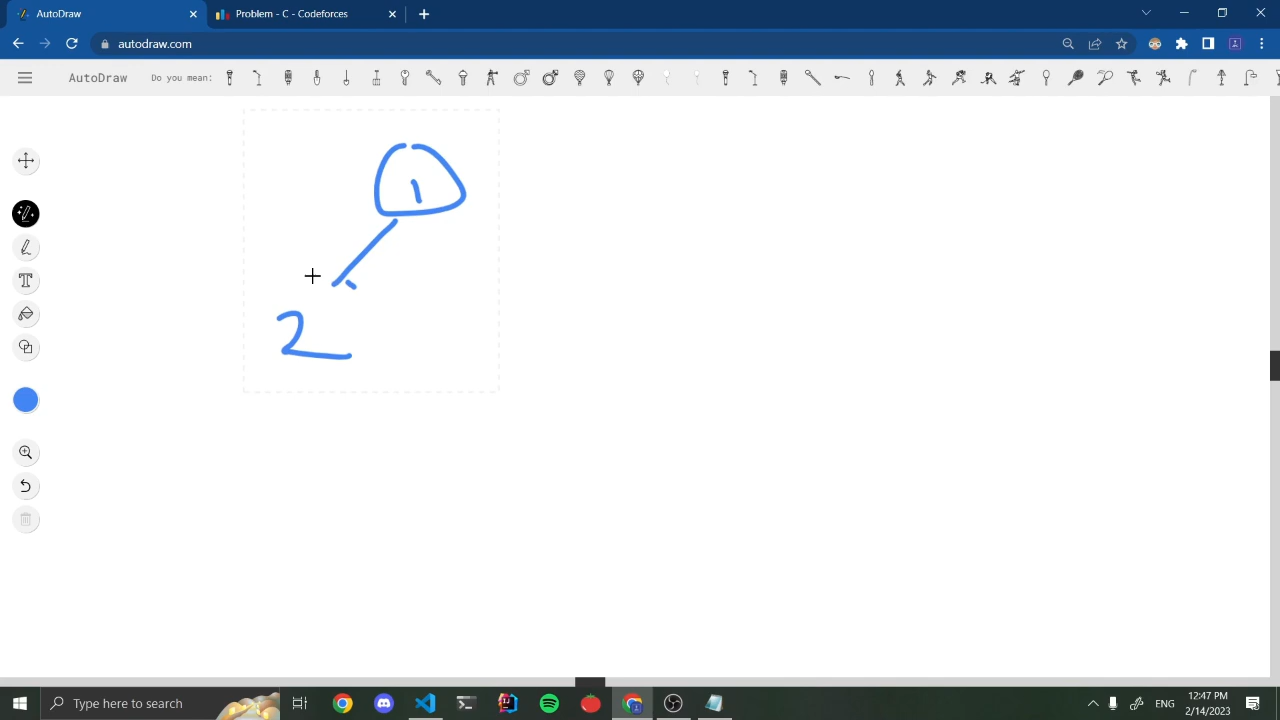 AutoDraw
Problem - C - Codeforces
autodraw.com
AutoDraw
Do you mean:
1
2
Type here to search
ENG
12:47 PM
2/14/2023